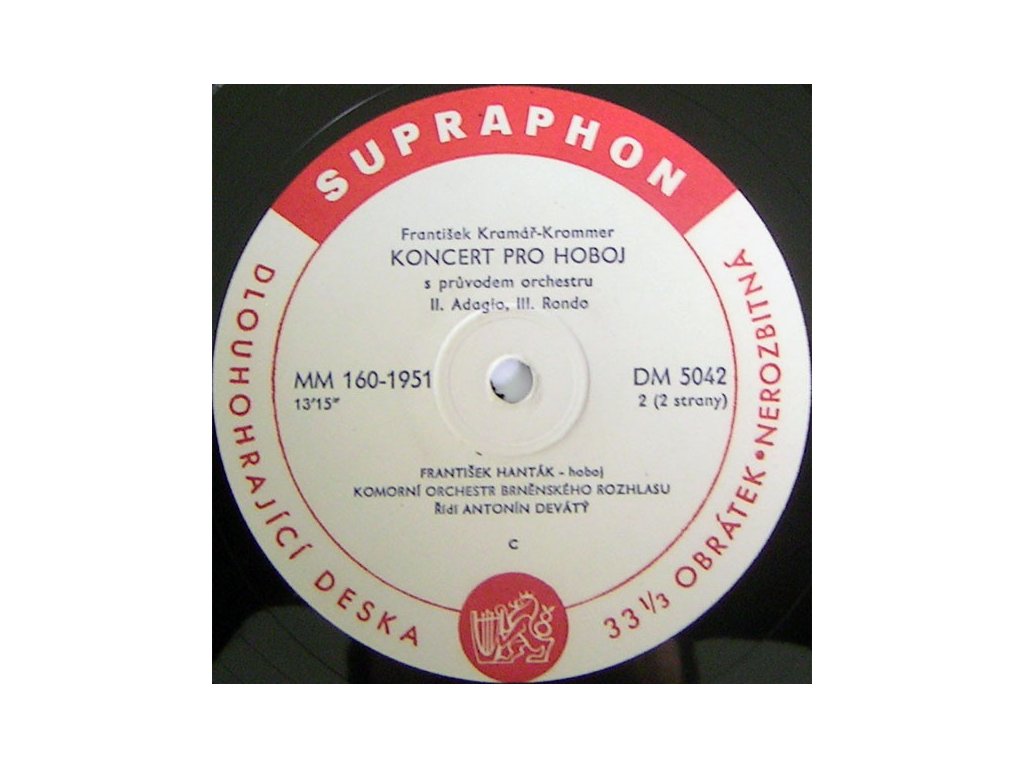 SUPRAPHON
František Kramář-Krommer
KONCERT PRO HOBOJ
s průvodem orchestru
II. Adagio, III. Rondo
MM 160-1951
13'15"
DM 5042
2 (2 strany)
FRANTIŠEK HANTÁK - hoboj
KOMORNÍ ORCHESTR BRNĚNSKÉHO ROZHLASU
Řídí ANTONÍN DEVÁTÝ
C
DLOUHOHRAJÍCÍ DESKA
33 1/3 OBRÁTEK • NEROZBITNÁ